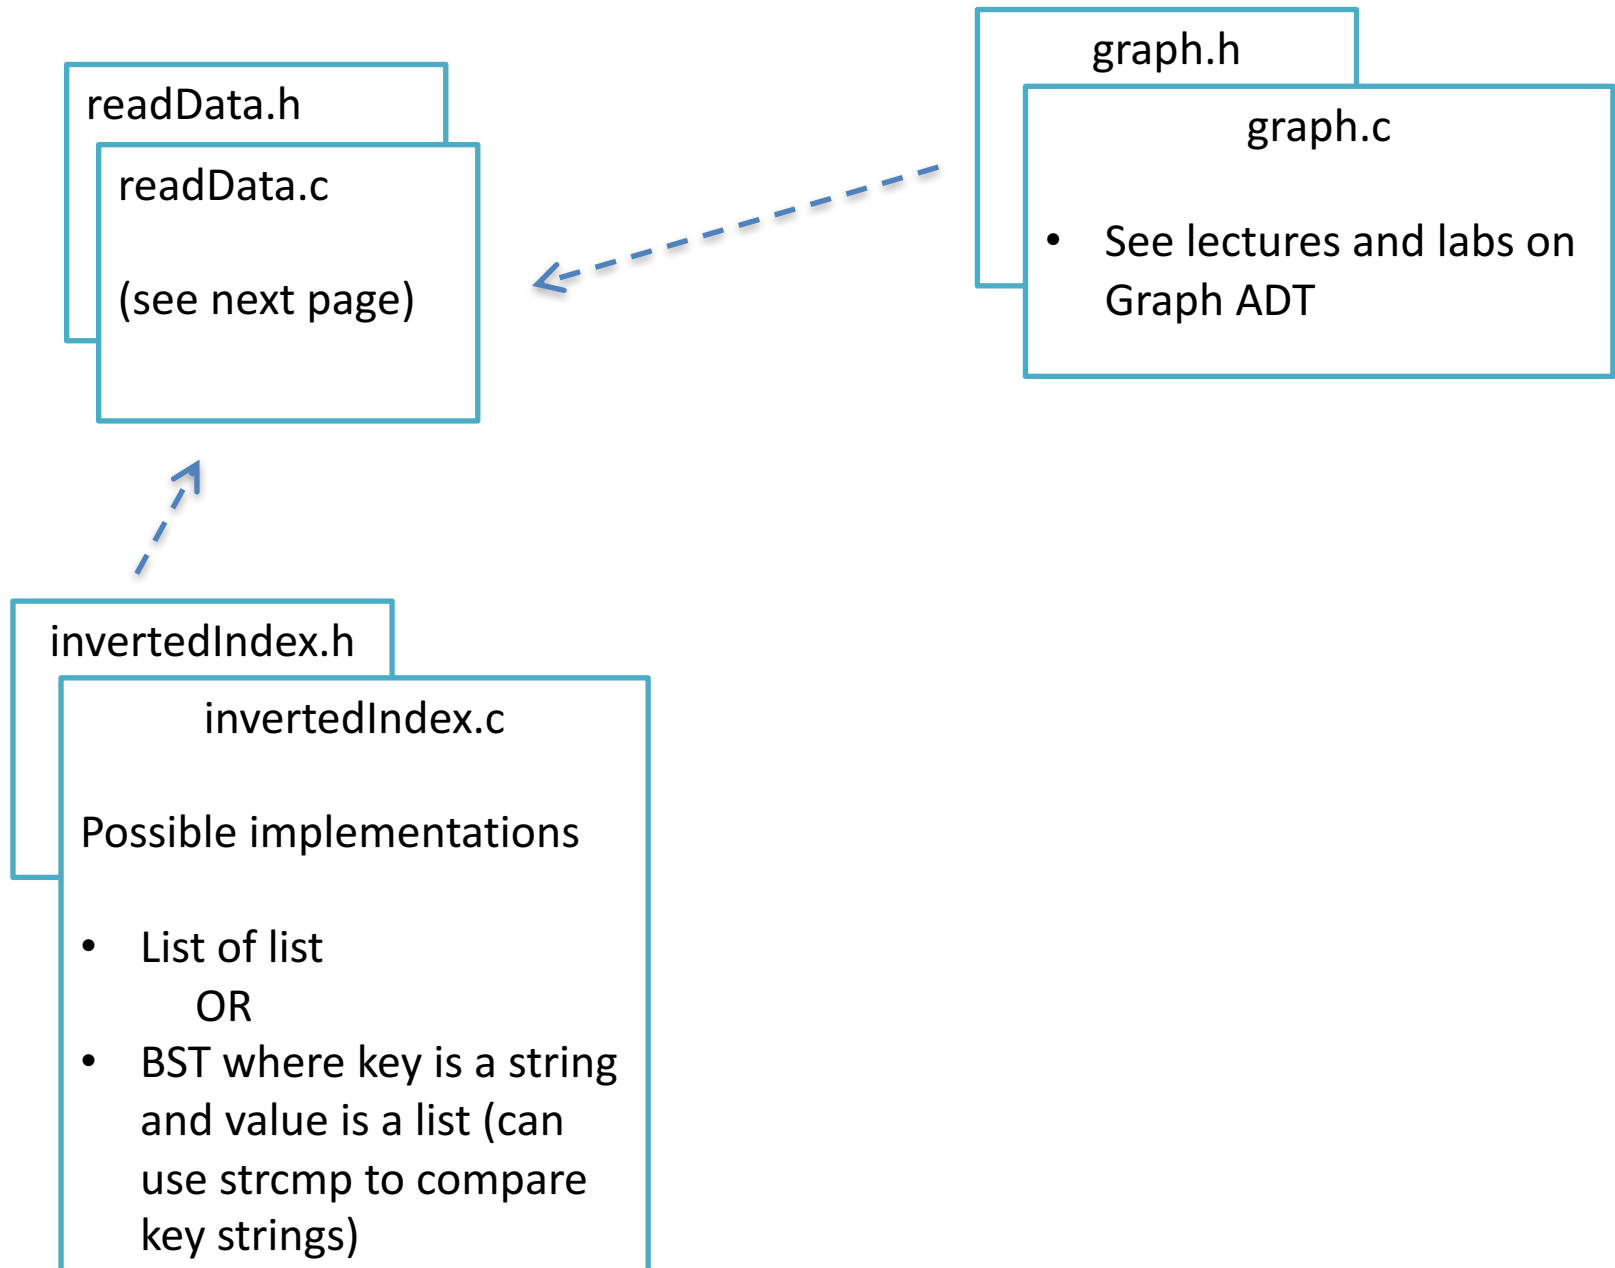 readData.h
readData.c
(see next page)
graph.h
graph.c
• See lectures and labs on
Graph ADT
invertedIndex.h
invertedIndex.c
Possible implementations
• List of list
OR
• BST where key is a string
and value is a list (can
use strcmp to compare
key strings)